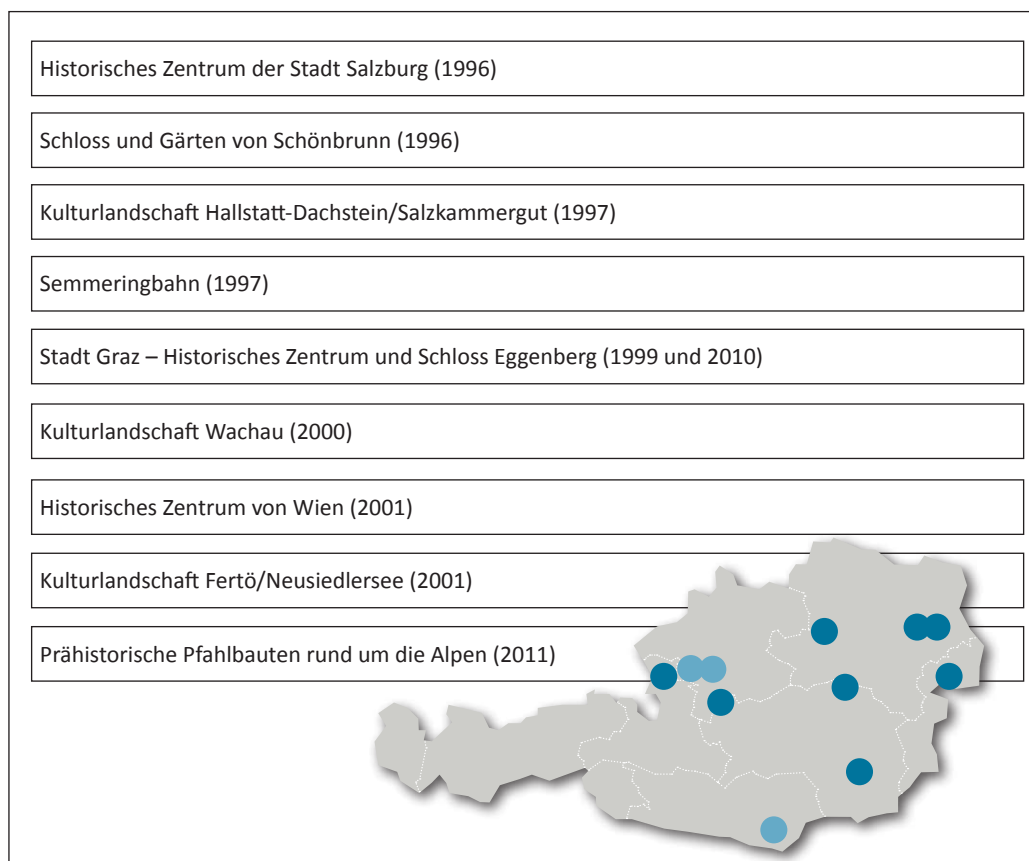 Historisches Zentrum der Stadt Salzburg (1996)
Schloss und Gärten von Schönbrunn (1996)
Kulturlandschaft Hallstatt-Dachstein/Salzkammergut (1997)
Semmeringbahn (1997)
Stadt Graz – Historisches Zentrum und Schloss Eggenberg (1999 und 2010)
Kulturlandschaft Wachau (2000)
Historisches Zentrum von Wien (2001)
Kulturlandschaft Fertö/Neusiedlersee (2001)
Prähistorische Pfahlbauten rund um die Alpen (2011)